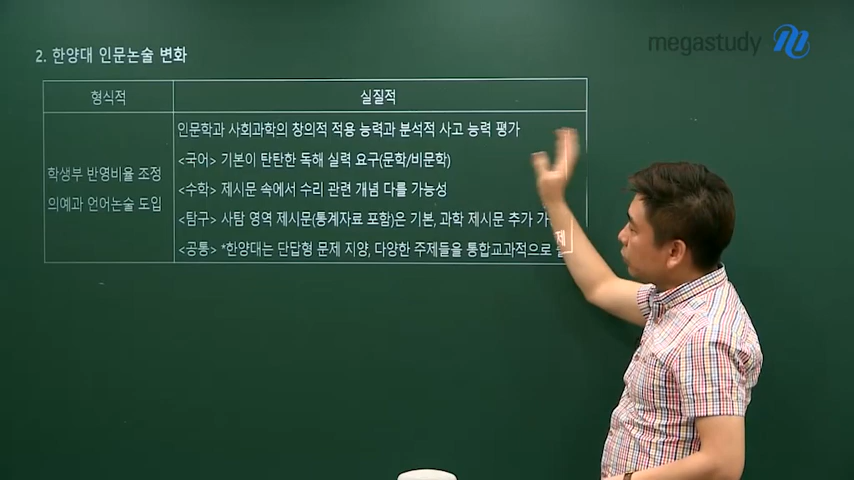 megastudy
2. 한양대 인문논술 변화
형식적
실질적
학생부 반영비율 조정
의예과 언어논술 도입
인문학과 사회과학의 창의적 적용 능력과 분석적 사고 능력 평가
<국어> 기본이 탄탄한 독해 실력 요구(문학/비문학)
<수학> 제시문 속에서 수리 관련 개념 다룰 가능성
<탐구> 사탐 영역 제시문(통계자료 포함)은 기본, 과학 제시문 추가 가
<공통> *한양대는 단답형 문제 지양, 다양한 주제들을 통합교과적으로
제